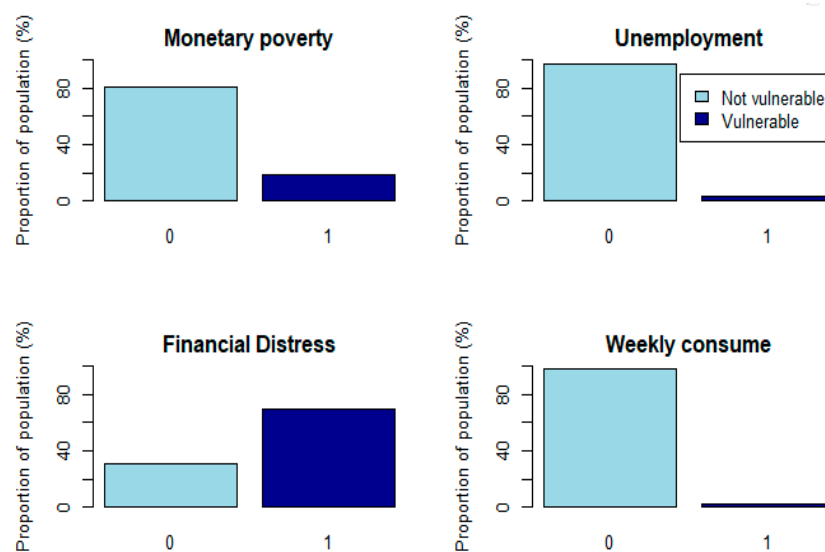 Monetary poverty
Proportion of population (%)
80
40
0
0 1
Unemployment
Proportion of population (%)
80
40
0
0 1
Not vulnerable
Vulnerable
Financial Distress
Proportion of population (%)
80
40
0
0 1
Weekly consume
Proportion of population (%)
80
40
0
0 1